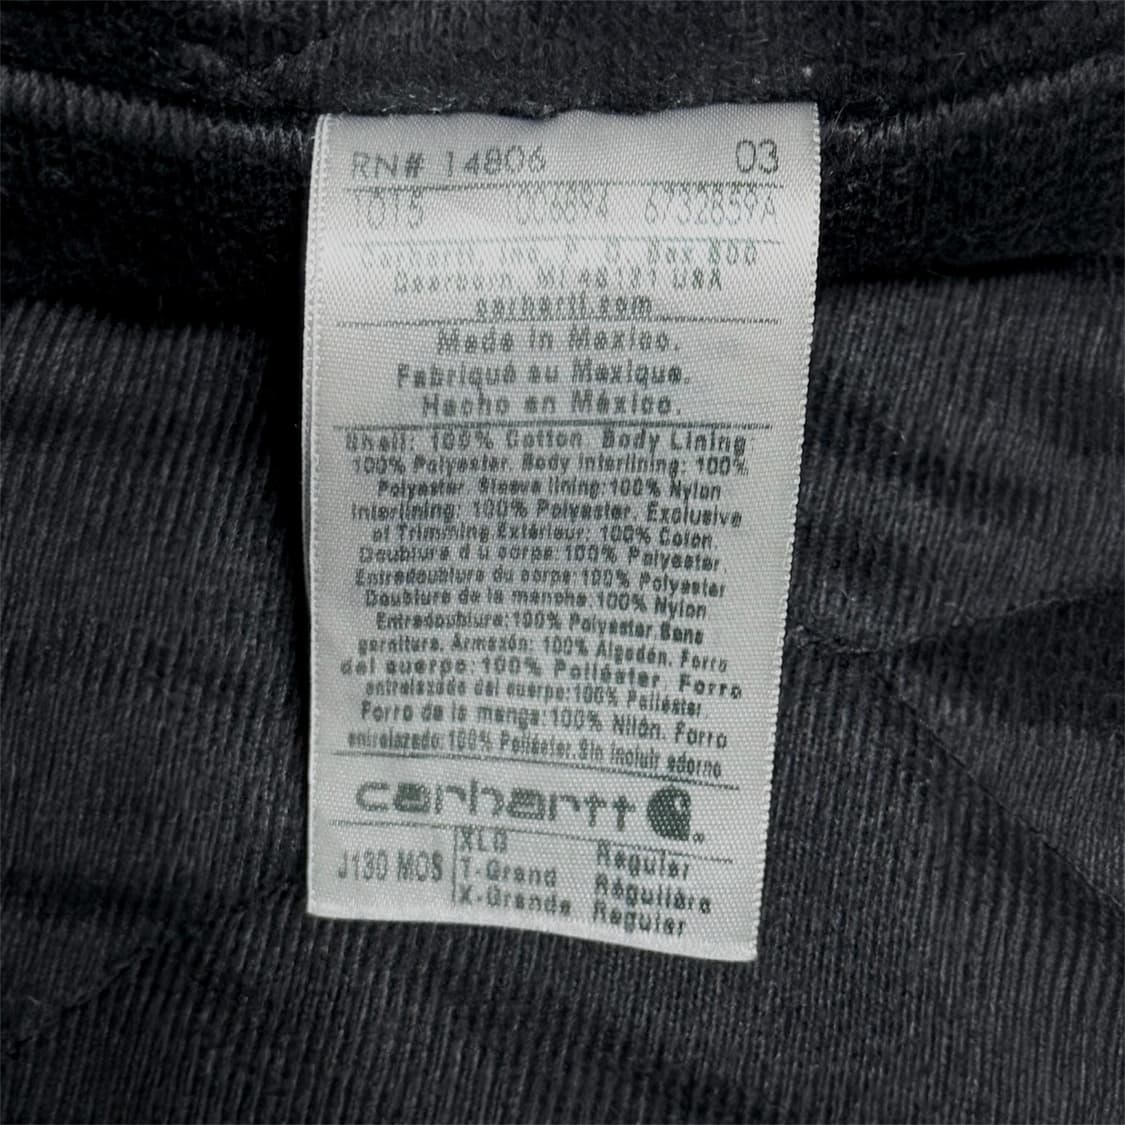 RN# 14806 03
1015 1006894 6732859A
Carhartt, Inc. P. O. Box 600
Dearborn, MI 48121 USA
carhartt.com
Made in Mexico.
Fabriqué au Mexique.
Hecho en México.
Shell: 100% Cotton. Body Lining
100% Polyester. Body interlining: 100%
Polyester. Sleeve lining:100% Nylon
Interlining: 100% Polyester, Exclusive
of Trimming.Extérieur: 100% Coton.
Doublure d u corps:100% Polyester
Entredoublure du corps:100% Polyester
Doublure de la manche:100% Nylon
Entredoublure:100% Polyester.Sans
garniture. Armazón: 100% Algodón. Forro
del cuerpo:100% Poliéster. Forro
entrelazado del cuerpo:100% Poliéster.
Forro de la manga:100% Nilón. Forro
entrelazado:100% Poliéster.Sin incluir adorno
carhartt
J130 MOS
XLG Regular
T-Grand Régulière
X-Grande Regular